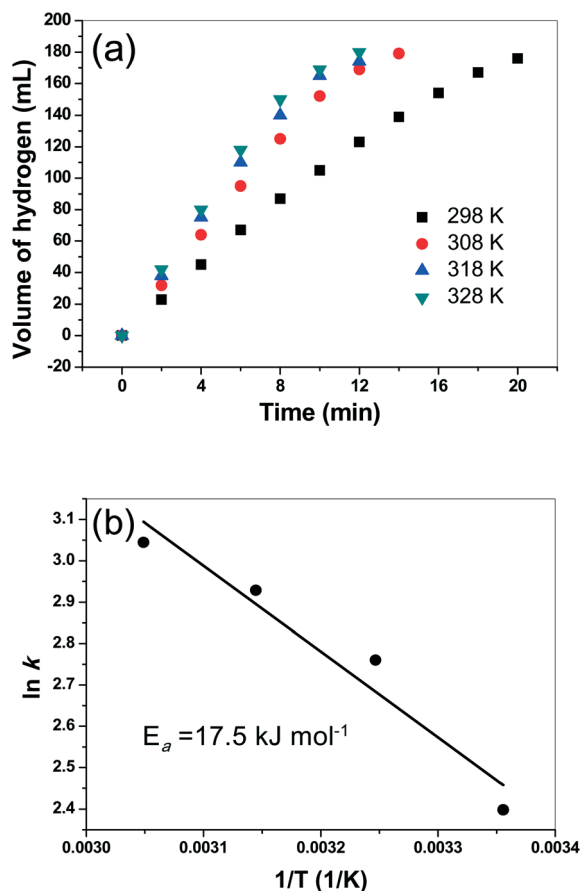 (a)
Volume of hydrogen (mL)
200
180
160
140
120
100
80
60
40
20
0
-20
298 K
308 K
318 K
328 K
0
4
8
12
16
20
Time (min)
(b)
ln k
3.1
3.0
2.9
2.8
2.7
2.6
2.5
2.4
Ea =17.5 kJ mol-1
0.0030
0.0031
0.0032
0.0033
0.0034
1/T (1/K)